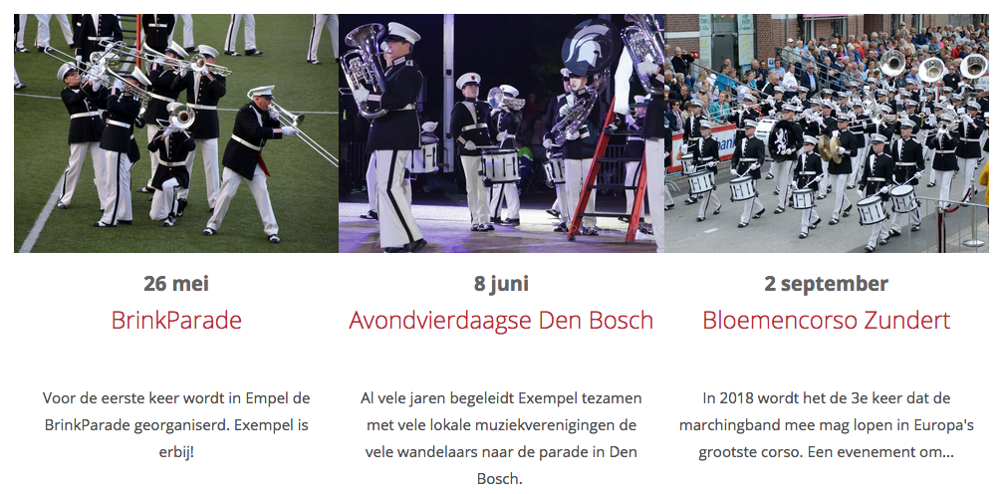 26 mei
BrinkParade
Voor de eerste keer wordt in Empel de
BrinkParade georganiserd. Exempel is
erbij!
8 juni
Avondvierdaagse Den Bosch
Al vele jaren begeleidt Exempel tezamen
met vele lokale muziekverenigingen de
vele wandelaars naar de parade in Den
Bosch.
2 september
Bloemencorso Zundert
In 2018 wordt het de 3e keer dat de
marchingband mee mag lopen in Europa's
grootste corso. Een evenement om...